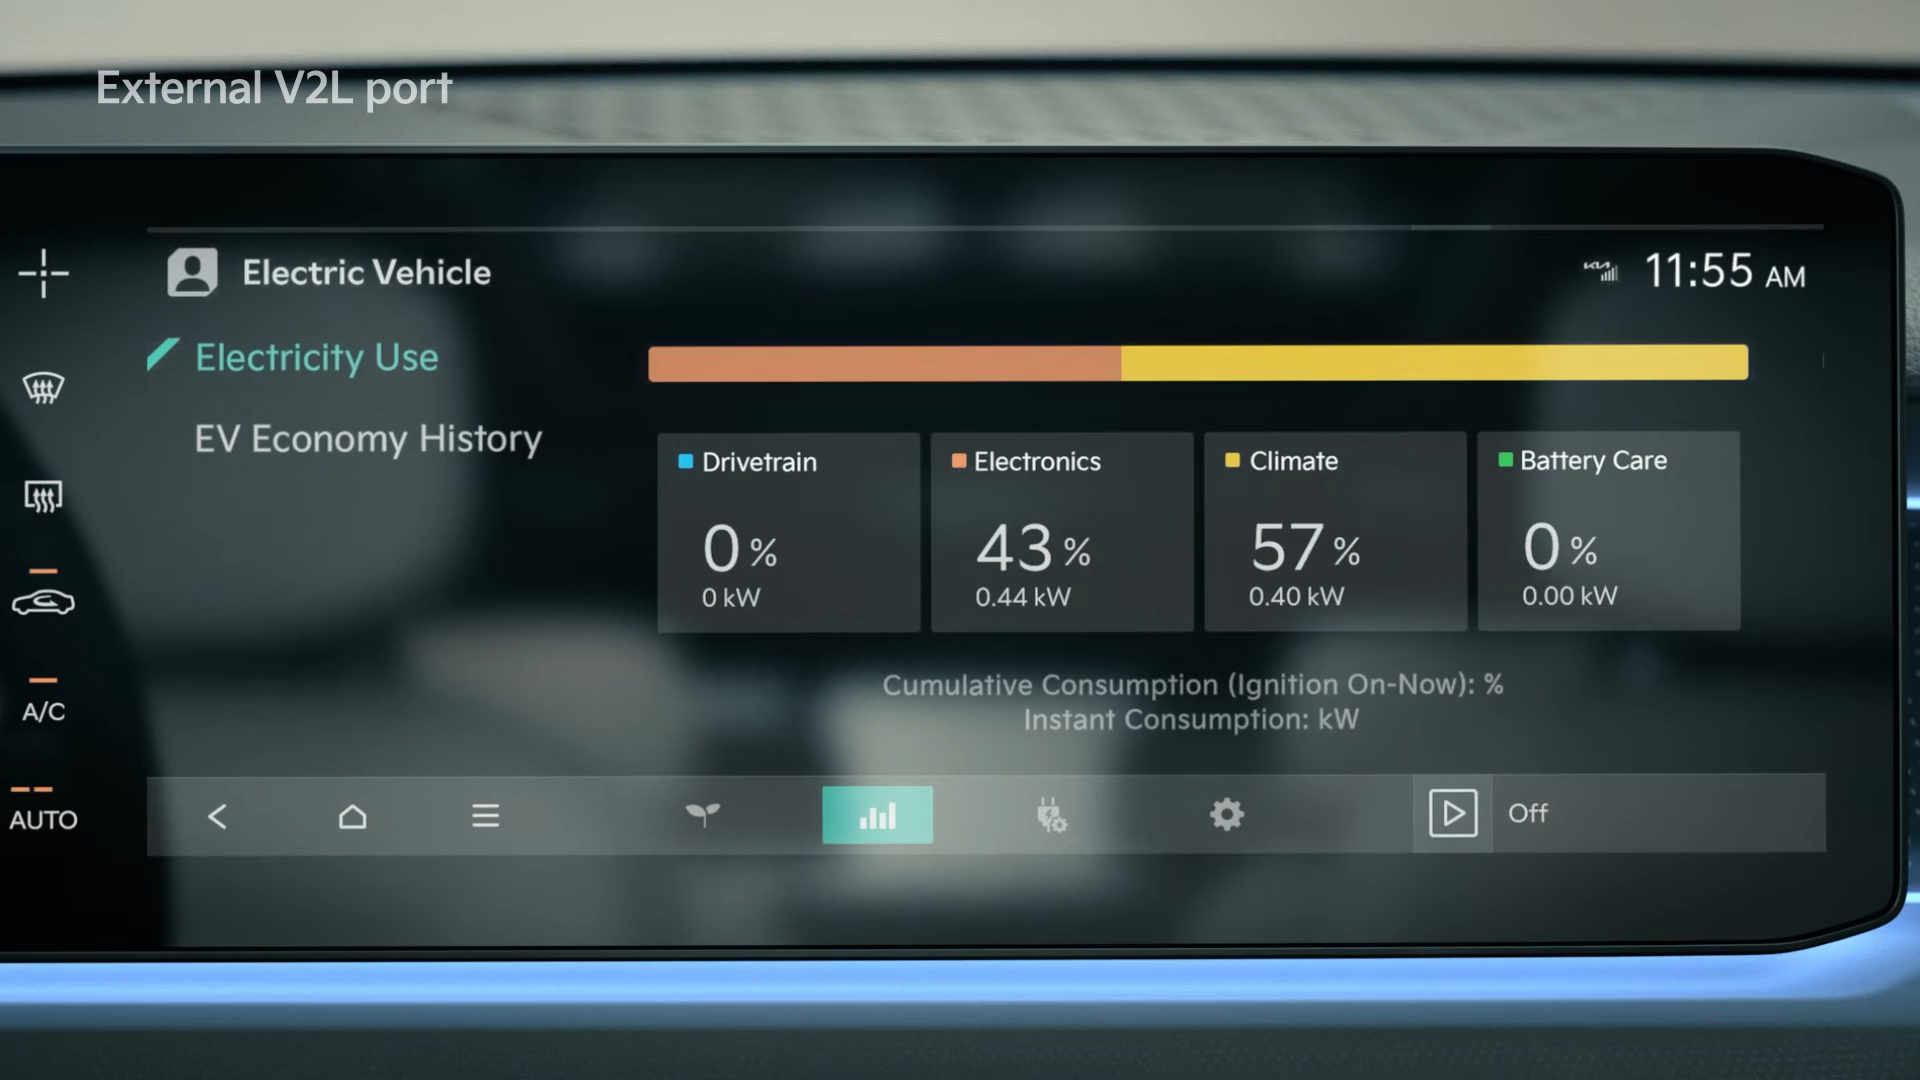 External V2L port
Electric Vehicle
KIA
11:55 AM
Electricity Use
EV Economy History
Drivetrain
0 %
0 kW
Electronics
43 %
0.44 kW
Climate
57 %
0.40 kW
Battery Care
0 %
0.00 kW
Cumulative Consumption (Ignition On-Now): %
Instant Consumption: kW
A/C
AUTO
Off